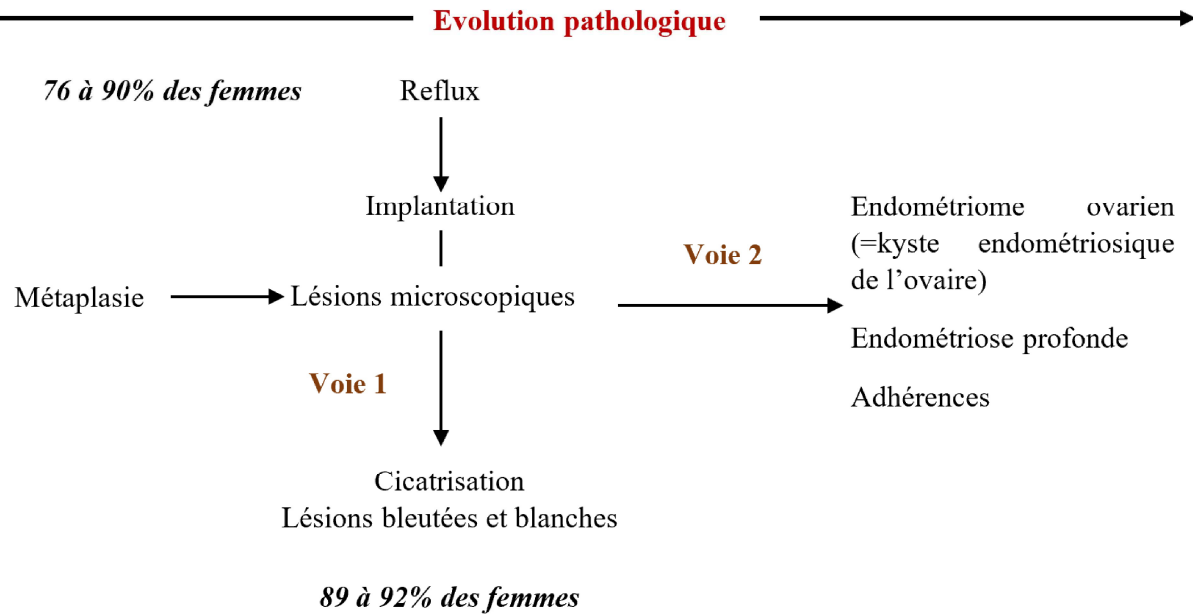 Evolution pathologique
76 à 90% des femmes
Reflux
Implantation
Métaplasie
Lésions microscopiques
Voie 1
Voie 2
Endométriome ovarien
(=kyste endométriosique
de l’ovaire)
Endométriose profonde
Adhérences
Cicatrisation
Lésions bleutées et blanches
89 à 92% des femmes